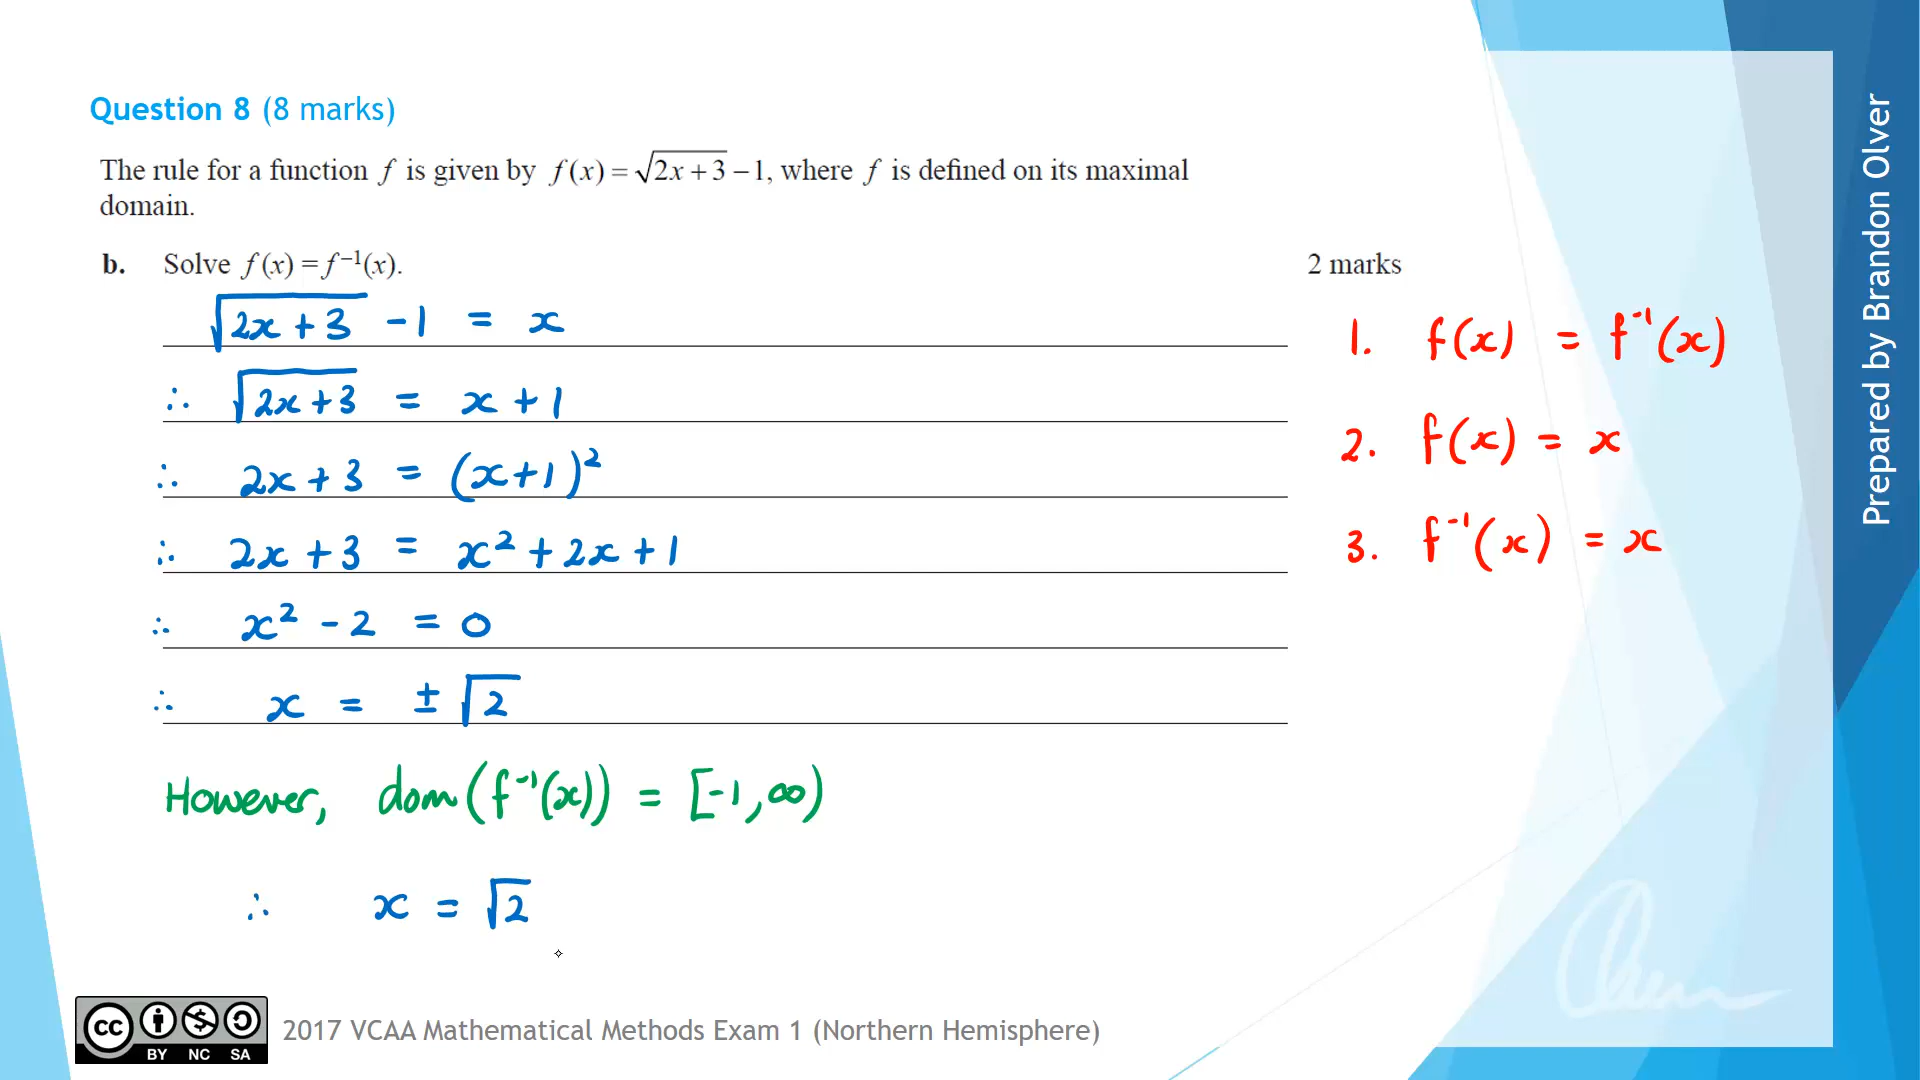 Question 8 (8 marks)
The rule for a function f is given by f(x) = √(2x + 3) − 1, where f is defined on its maximal
domain.
b. Solve f(x) = f⁻¹(x). 2 marks
√(2x + 3) - 1 = x
∴ √(2x + 3) = x + 1
∴ 2x + 3 = (x + 1)²
∴ 2x + 3 = x² + 2x + 1
∴ x² - 2 = 0
∴ x = ± √2
However, dom(f⁻¹(x)) = [-1, ∞)
∴ x = √2
1. f(x) = f⁻¹(x)
2. f(x) = x
3. f⁻¹(x) = x
Prepared by Brandon Olver
cc BY NC SA
2017 VCAA Mathematical Methods Exam 1 (Northern Hemisphere)